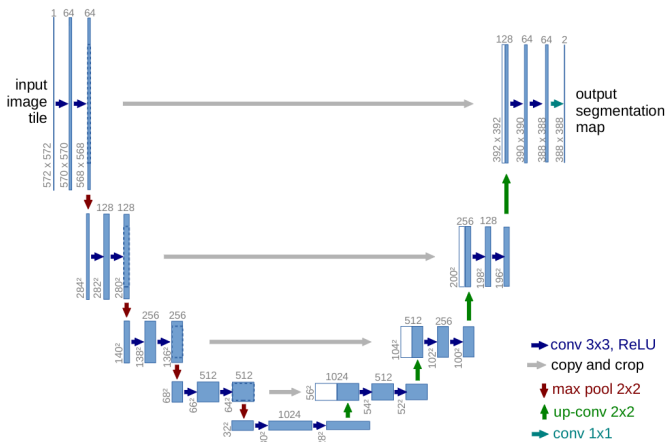 1 64 64
input
image
tile
572 x 572
570 x 570
568 x 568
128 64 64 2
output
segmentation
map
392 x 392
390 x 390
388 x 388
388 x 388
128 128
284²
282²
280²
256 128
200²
198²
196²
256 256
140²
138²
136²
512 256
104²
102²
100²
512 512
68²
66²
64²
1024 512
56²
54²
52²
1024
32²
conv 3x3, ReLU
copy and crop
max pool 2x2
up-conv 2x2
conv 1x1